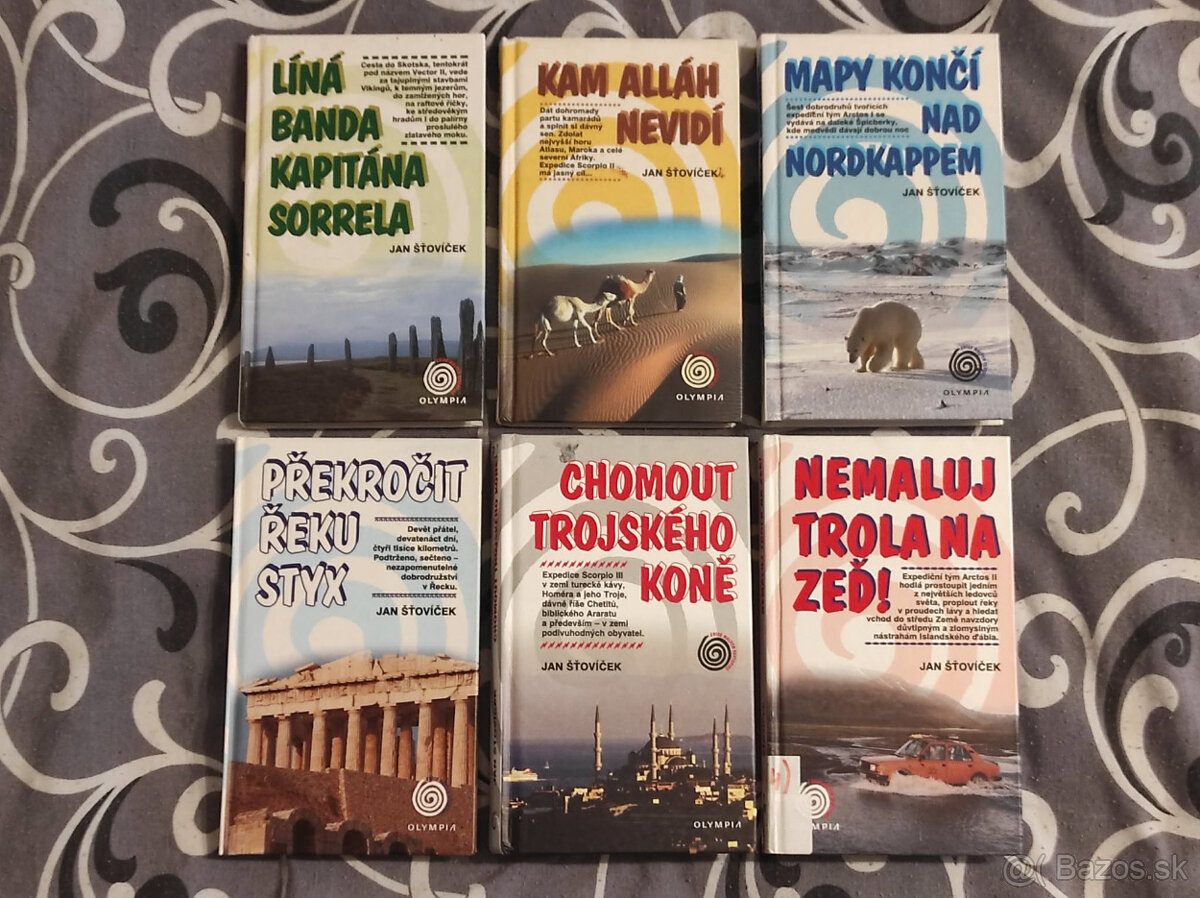 LÍNÁ
BANDA
KAPITÁNA
SORRELA
Cesta do Skotska, tentokrát
pod názvem Vector II, vede
za tajuplnými stavbami
Vikingů, k temným jezerům,
do zamlžených hor,
na raftové říčky,
ke středověkým
hradům i do palírny
proslulého
zlatavého moku.
JAN ŠŤOVÍČEK
OLYMPIA
KAM ALLÁH
NEVIDÍ
Dát dohromady
partu kamarádů
a splnit si dávný
sen. Zdolat
nejvyšší horu
Atlasu, Maroka a celé
severní Afriky.
Expedice Scorpio II
má jasný cíl...
JAN ŠŤOVÍČEK
OLYMPIA
MAPY KONČÍ
NAD
NORDKAPPEM
Šest dobrodruhů tvořících
expediční tým Arctos I se
vydává na daleké Špicberky,
kde medvědi dávají dobrou noc
JAN ŠŤOVÍČEK
OLYMPIA
PŘEKROČIT
ŘEKU
STYX
Devět přátel,
devatenáct dní,
čtyři tisíce kilometrů.
Podtrženo, sečteno –
nezapomenutelné
dobrodružství
v Řecku.
JAN ŠŤOVÍČEK
OLYMPIA
CHOMOUT
TROJSKÉHO
KONĚ
Expedice Scorpio III
v zemi turecké kávy,
Homéra a jeho Troje,
dávné říše Chetitů,
biblického Araratu
a především – v zemi
podivuhodných obyvatel.
JAN ŠŤOVÍČEK
OLYMPIA
NEMALUJ
TROLA NA
ZEĎ!
Expediční tým Arctos II
hodlá prostoupit jedním
z největších ledovců
světa, proplout řeky
v proudech lávy a hledat
vchod do středu Země navzdory
důvtipným a zlomyslným
nástrahám Islandského ďábla.
JAN ŠŤOVÍČEK
OLYMPIA
Bazos.sk